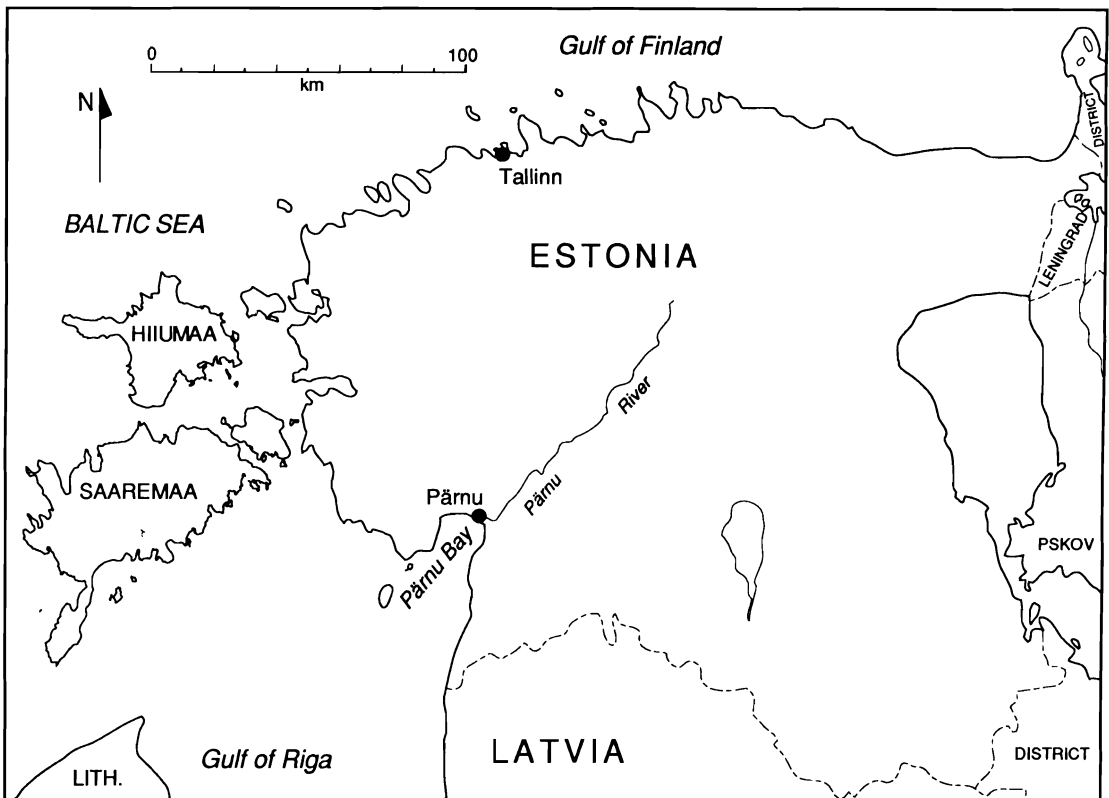 Gulf of Finland
0 100
km
N
DISTRICT
Tallinn
BALTIC SEA
LENINGRAD
ESTONIA
HIIUMAA
River
Pärnu
SAAREMAA
Pärnu
Pärnu Bay
PSKOV
Gulf of Riga
LATVIA
DISTRICT
LITH.